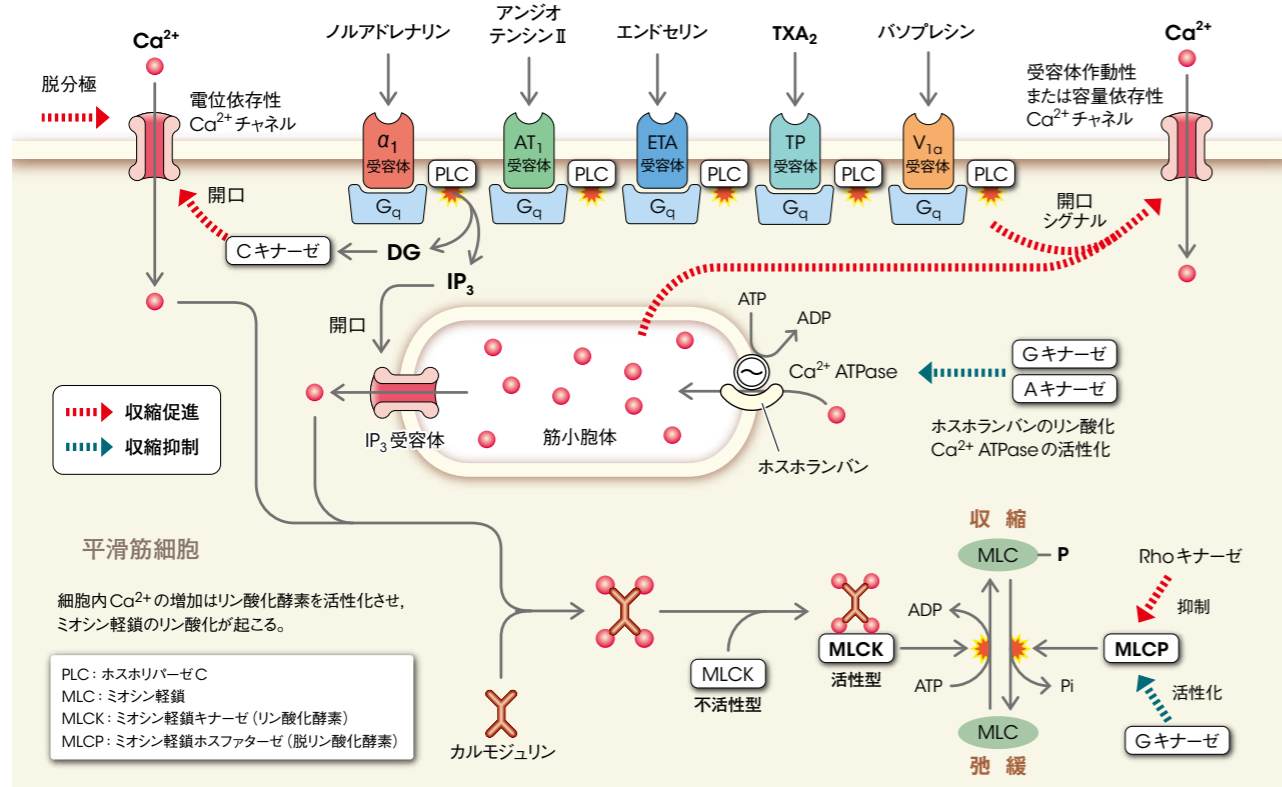 Ca²⁺
ノルアドレナリン
アンジオ
テンシンⅡ
エンドセリン
TXA₂
バソプレシン
Ca²⁺
脱分極
電位依存性
Ca²⁺チャネル
受容体作動性
または容量依存性
Ca²⁺チャネル
α₁
受容体
PLC
Gq
AT₁
受容体
PLC
Gq
ETA
受容体
PLC
Gq
TP
受容体
PLC
Gq
V₁ₐ
受容体
PLC
Gq
開口
Cキナーゼ
DG
IP₃
開口
シグナル
開口
ATP
ADP
Ca²⁺ ATPase
Gキナーゼ
Aキナーゼ
ホスホランバンのリン酸化
Ca²⁺ ATPaseの活性化
収縮促進
収縮抑制
IP₃受容体
筋小胞体
ホスホランバン
平滑筋細胞
細胞内Ca²⁺の増加はリン酸化酵素を活性化させ，
ミオシン軽鎖のリン酸化が起こる。
PLC：ホスホリパーゼC
MLC：ミオシン軽鎖
MLCK：ミオシン軽鎖キナーゼ（リン酸化酵素）
MLCP：ミオシン軽鎖ホスファターゼ（脱リン酸化酵素）
カルモジュリン
MLCK
不活性型
MLCK
活性型
収縮
MLC
P
ADP
ATP
Pi
MLC
弛緩
Rhoキナーゼ
抑制
MLCP
活性化
Gキナーゼ